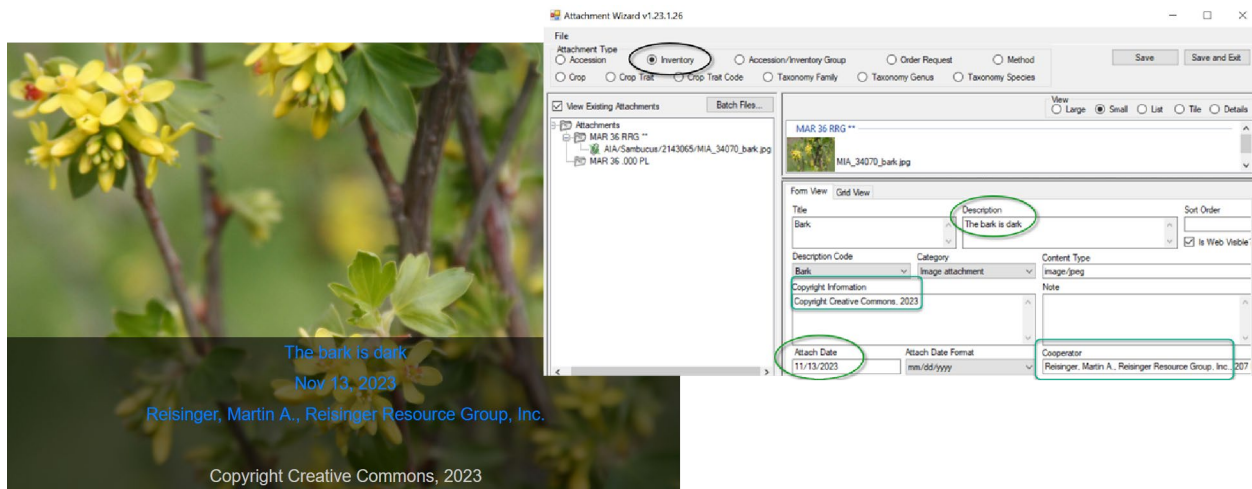 The bark is dark
Nov 13, 2023
Reisinger, Martin A., Reisinger Resource Group, Inc.
Copyright Creative Commons, 2023
Attachment Wizard v1.23.1.26
File
Attachment Type
Accession Inventory Accession/Inventory Group Order Request Method Save Save and Exit
Crop Crop Trait Crop Trait Code Taxonomy Family Taxonomy Genus Taxonomy Species
View Existing Attachments Batch Files...
Attachments
MAR 36 RRG **
AIA/Sambucus/2143065/MIA_34070_bark.jpg
MAR 36 .000 PL
View
Large Small List Tile Details
MAR 36 RRG **
MIA_34070_bark.jpg
Form View Grid View
Title Description Sort Order
Bark The bark is dark
Is Web Visible?
Description Code Category Content Type
Bark Image attachment image/jpeg
Copyright Information Note
Copyright Creative Commons, 2023
Attach Date Attach Date Format Cooperator
11/13/2023 mm/dd/yyyy Reisinger, Martin A., Reisinger Resource Group, Inc., 207